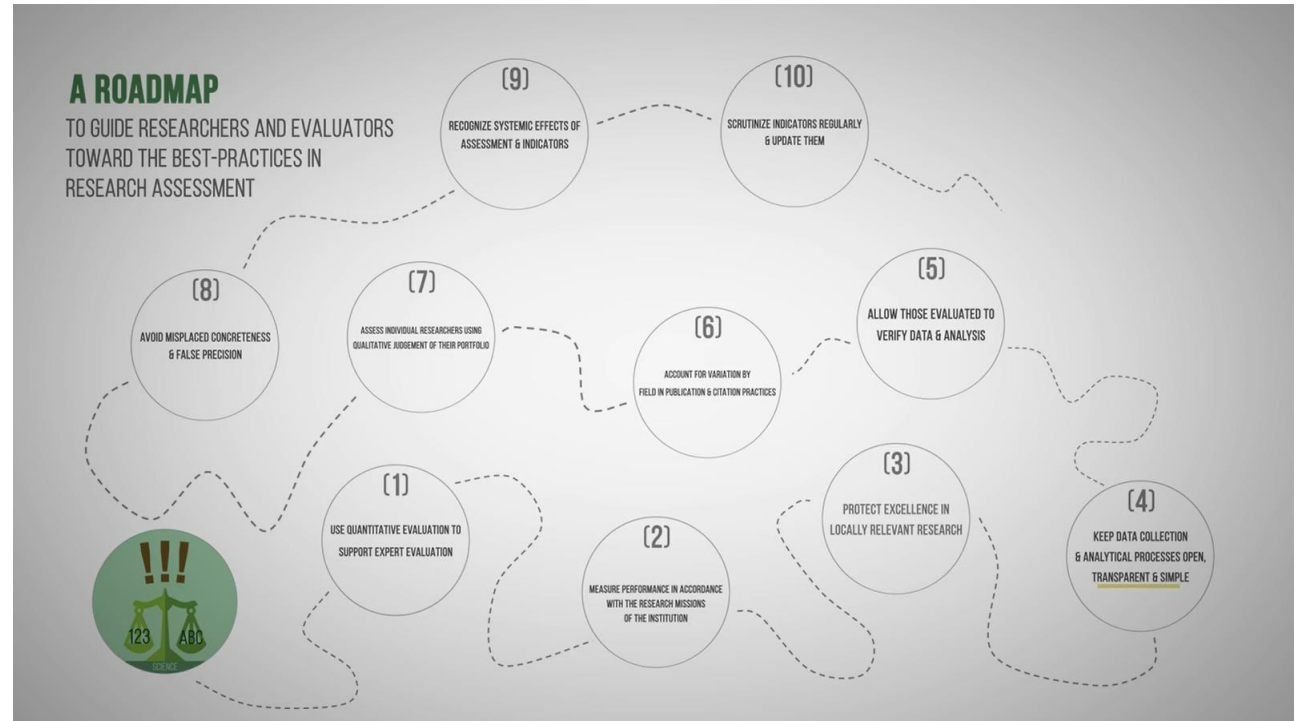 A ROADMAP
TO GUIDE RESEARCHERS AND EVALUATORS
TOWARD THE BEST-PRACTICES IN
RESEARCH ASSESSMENT
(9)
RECOGNIZE SYSTEMIC EFFECTS OF
ASSESSMENT & INDICATORS
(10)
SCRUTINIZE INDICATORS REGULARLY
& UPDATE THEM
(8)
AVOID MISPLACED CONCRETENESS
& FALSE PRECISION
(7)
ASSESS INDIVIDUAL RESEARCHERS USING
QUALITATIVE JUDGEMENT OF THEIR PORTFOLIO
(6)
ACCOUNT FOR VARIATION BY
FIELD IN PUBLICATION & CITATION PRACTICES
(5)
ALLOW THOSE EVALUATED TO
VERIFY DATA & ANALYSIS
!!!
123 ABC
SCIENCE
(1)
USE QUANTITATIVE EVALUATION TO
SUPPORT EXPERT EVALUATION
(2)
MEASURE PERFORMANCE IN ACCORDANCE
WITH THE RESEARCH MISSIONS
OF THE INSTITUTION
(3)
PROTECT EXCELLENCE IN
LOCALLY RELEVANT RESEARCH
(4)
KEEP DATA COLLECTION
& ANALYTICAL PROCESSES OPEN,
TRANSPARENT & SIMPLE